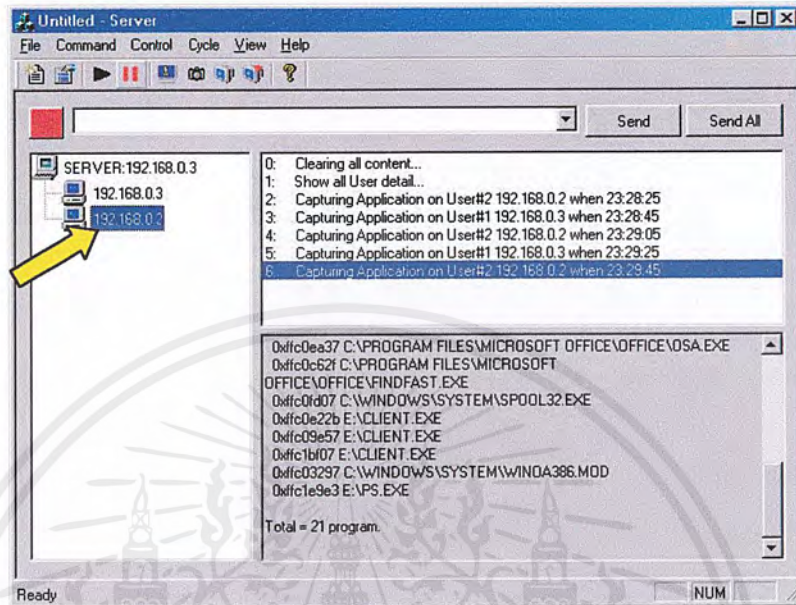 Untitled - Server
File Command Control Cycle View Help
Send
Send All
SERVER:192.168.0.3
192.168.0.3
192.168.0.2
0: Clearing all content...
1: Show all User detail...
2: Capturing Application on User#2 192.168.0.2 when 23:28:25
3: Capturing Application on User#1 192.168.0.3 when 23:28:45
4: Capturing Application on User#2 192.168.0.2 when 23:29:05
5: Capturing Application on User#1 192.168.0.3 when 23:29:25
6: Capturing Application on User#2 192.168.0.2 when 23:29:45
0xffc0ea37 C:\PROGRAM FILES\MICROSOFT OFFICE\OFFICE\OSA.EXE
0xffc0c62f C:\PROGRAM FILES\MICROSOFT
OFFICE\OFFICE\FINDFAST.EXE
0xffc0fd07 C:\WINDOWS\SYSTEM\SPOOL32.EXE
0xffc0e22b E:\CLIENT.EXE
0xffc09e57 E:\CLIENT.EXE
0xffc1bf07 E:\CLIENT.EXE
0xffc03297 C:\WINDOWS\SYSTEM\WINOA386.MOD
0xffc1e9e3 E:\PS.EXE
Total = 21 program.
Ready
NUM